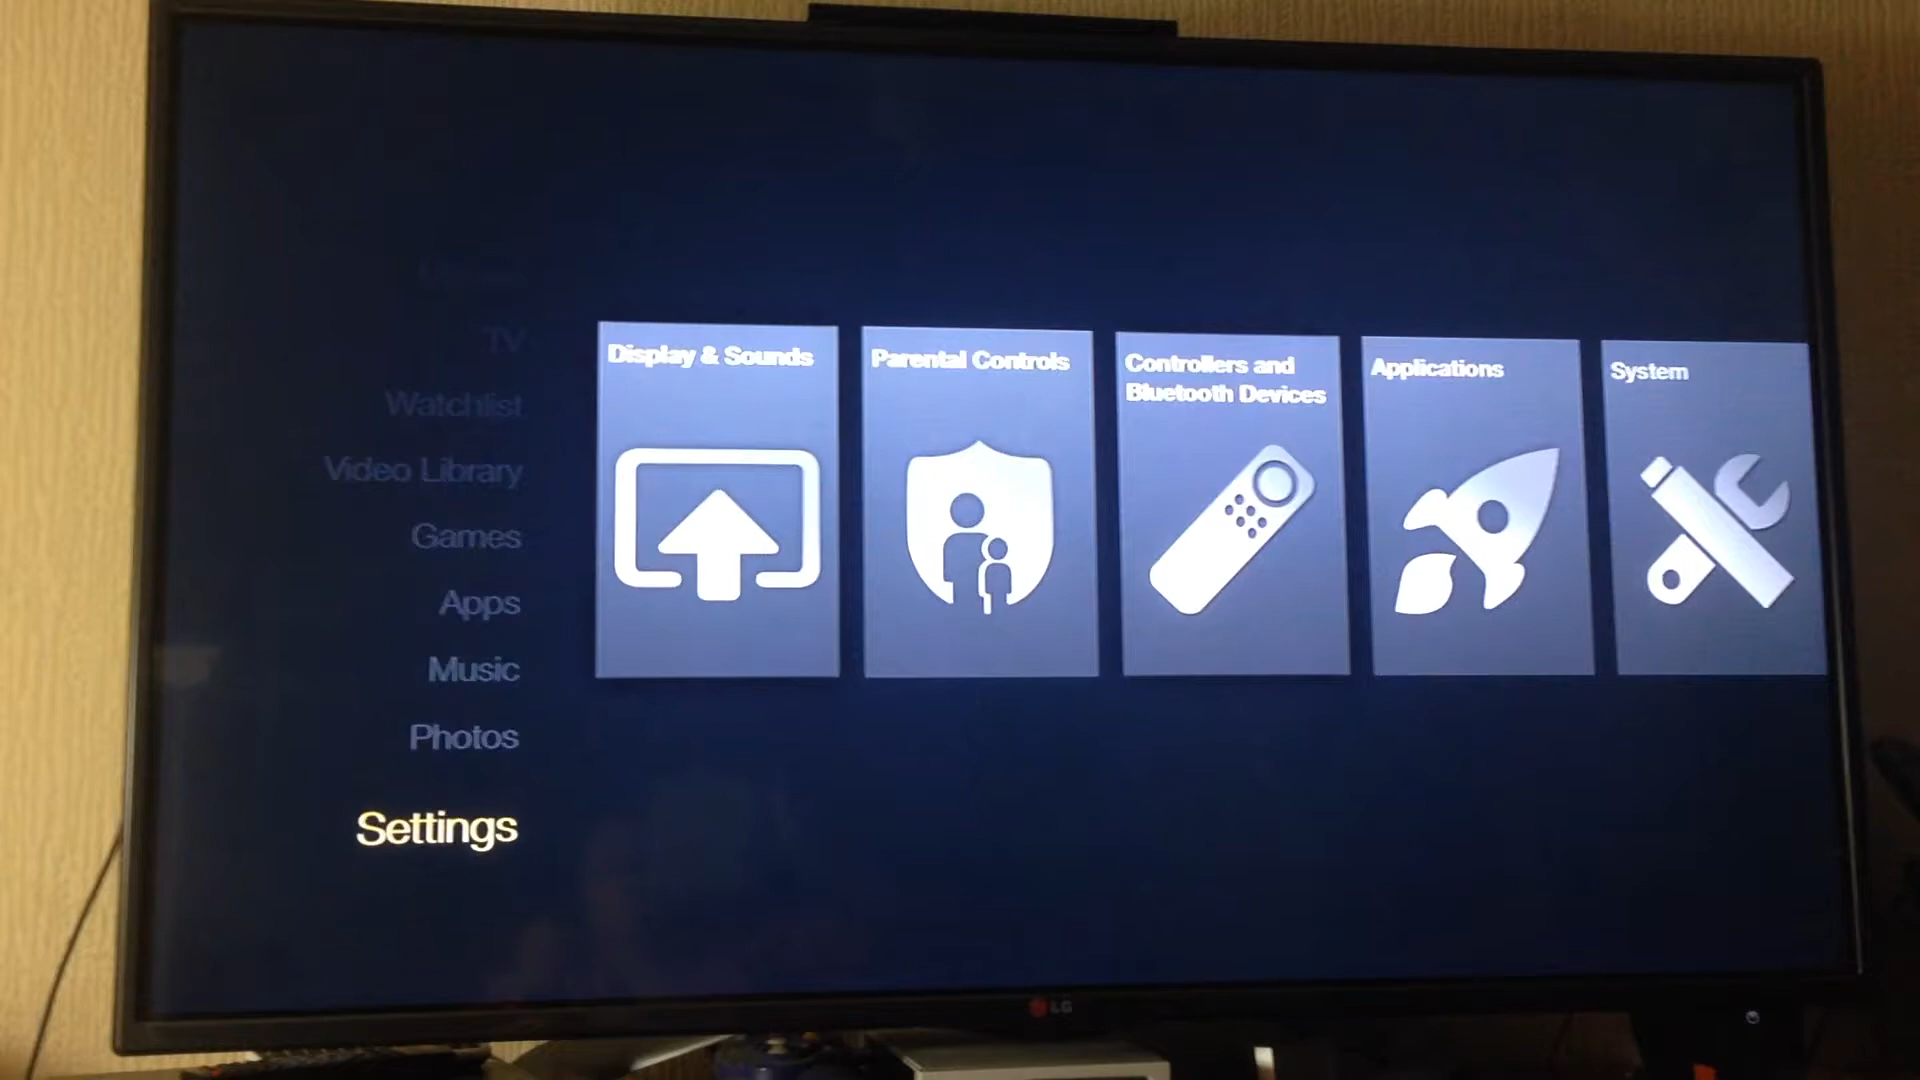 TV
Watchlist
Video Library
Games
Apps
Music
Photos
Settings
Display & Sounds
Parental Controls
Controllers and
Bluetooth Devices
Applications
System
LG